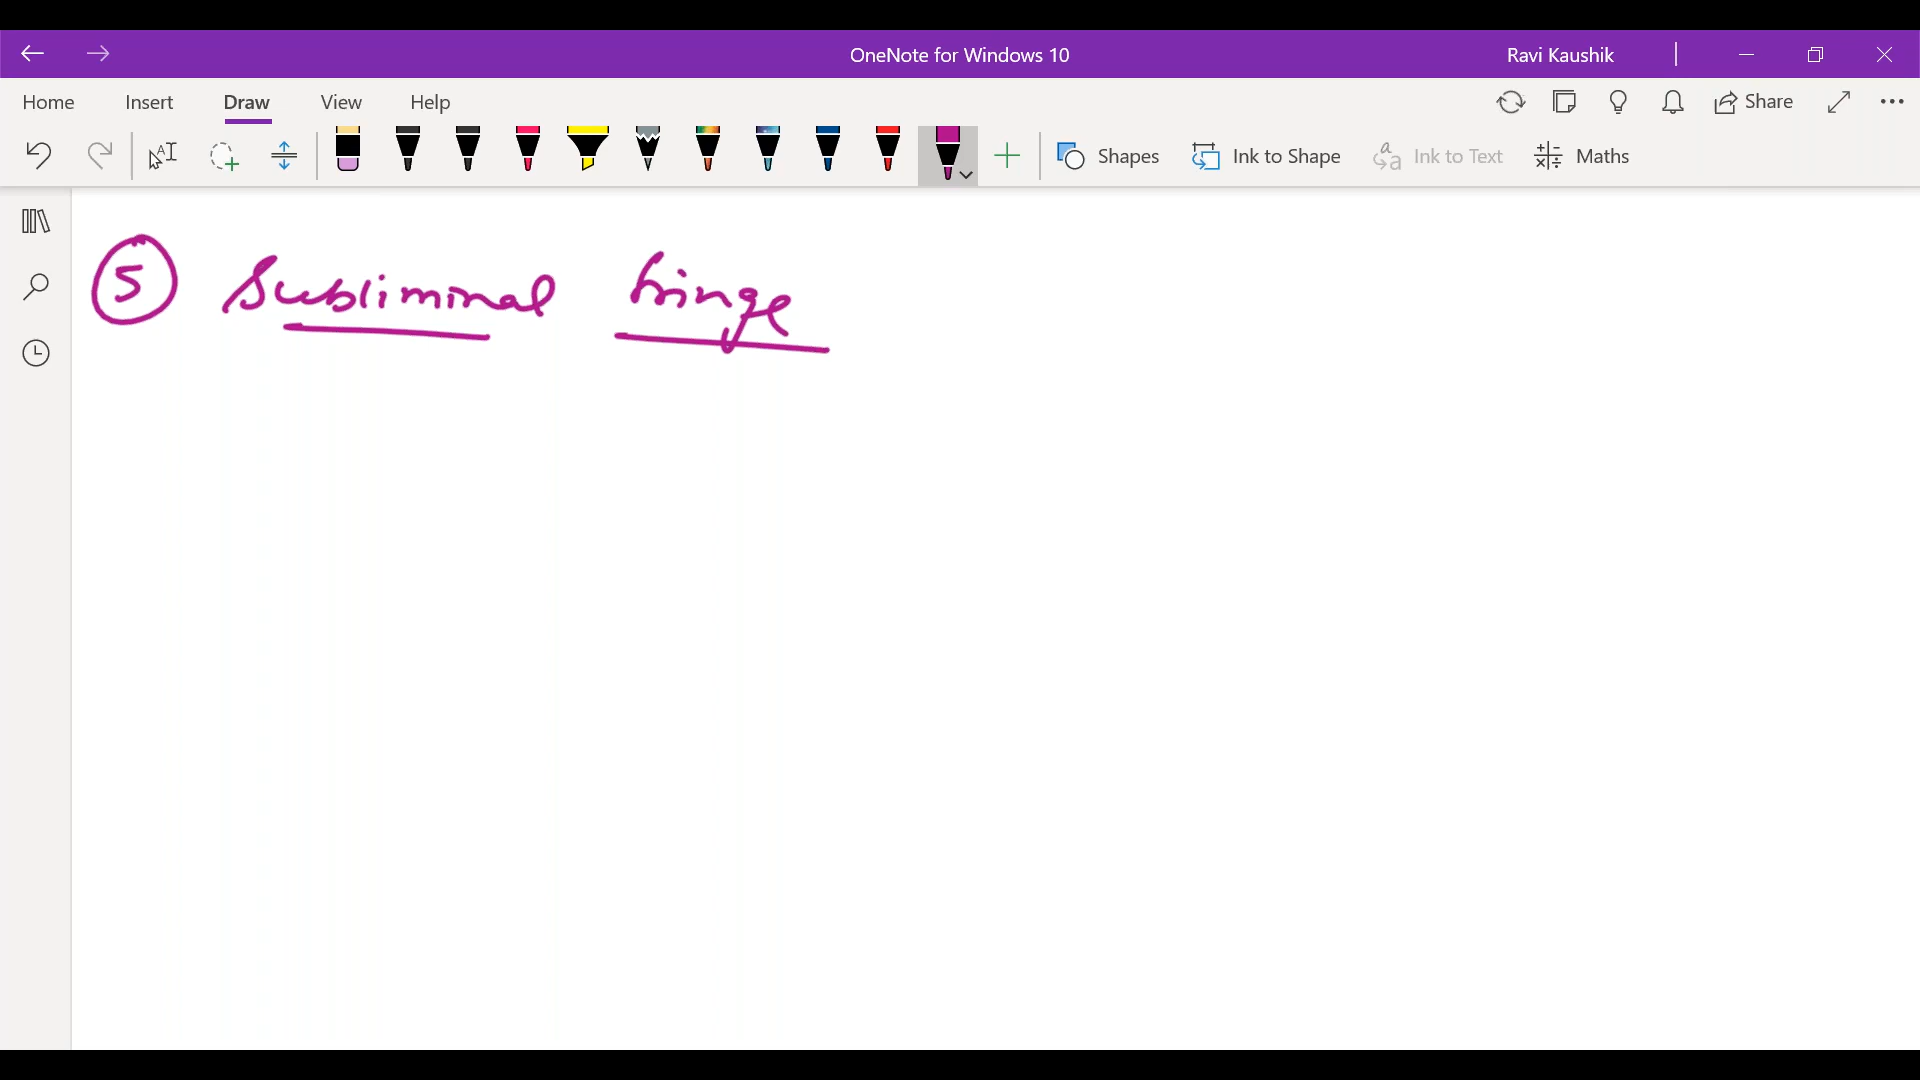 OneNote for Windows 10 Ravi Kaushik
Home Insert Draw View Help Share
Shapes Ink to Shape Ink to Text Maths
5 Subliminal fringe